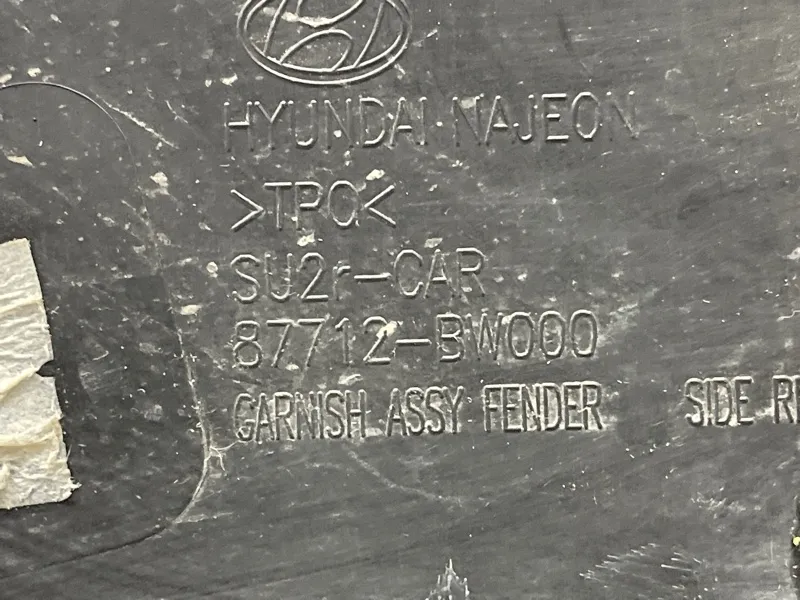 HYUNDAI NAJEON
>TPO<
SU2r-CAR
87712-BW000
GARNISH ASSY FENDER SIDE R